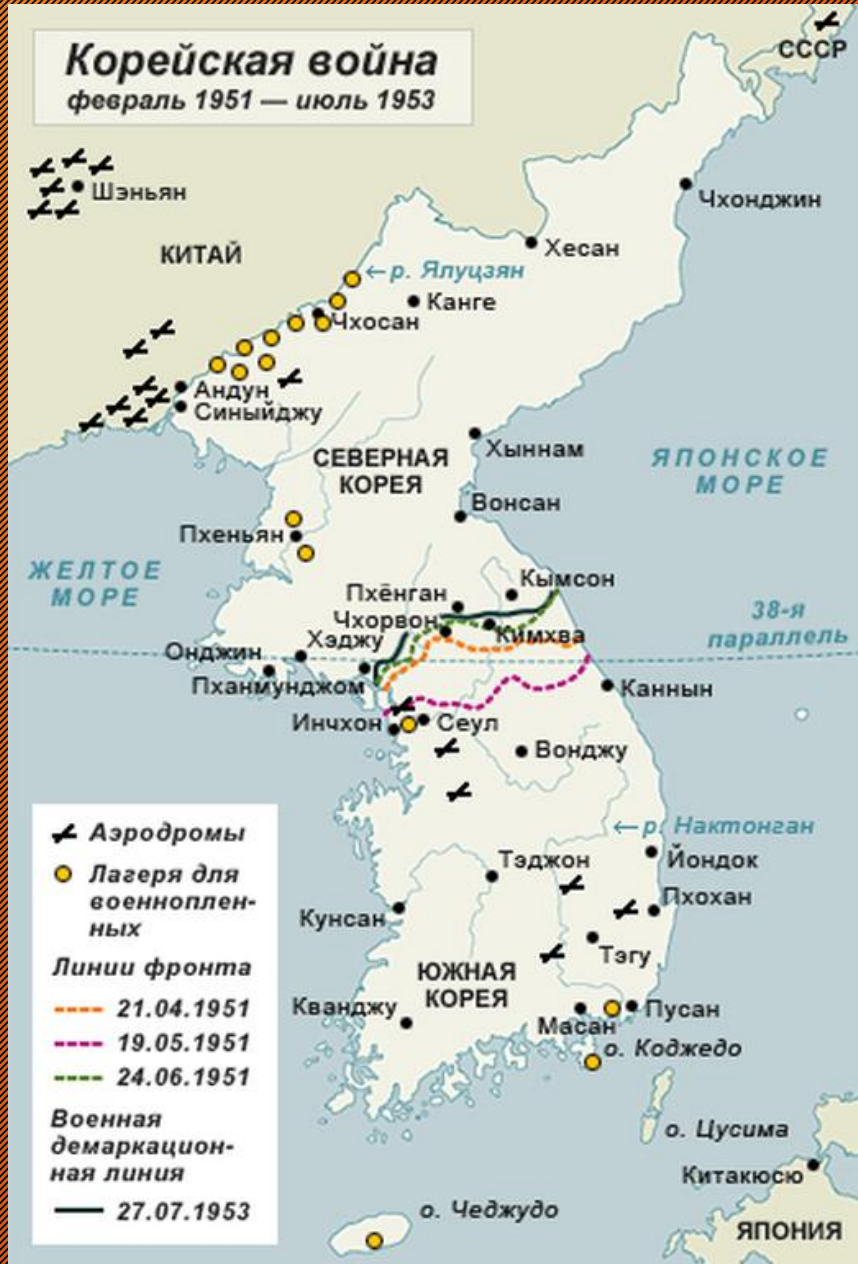 Корейская война
февраль 1951 — июль 1953
СССР
Шэньян
Чхонджин
КИТАЙ
Хесан
← р. Ялуцзян
Канге
Чхосан
Андун
Синыйджу
СЕВЕРНАЯ
КОРЕЯ
Хыннам
ЯПОНСКОЕ
МОРЕ
Вонсан
Пхеньян
ЖЕЛТОЕ
МОРЕ
Кымсон
Пхёнган
Чхорвон
Кимхва
38-я
параллель
Хэджу
Онджин
Пханмунджом
Каннын
Инчхон
Сеул
Вонджу
← р. Нактонган
Тэджон
Йондок
Пхохан
Кунсан
Тэгу
ЮЖНАЯ
КОРЕЯ
Кванджу
Масан
Пусан
о. Коджедо
о. Цусима
Китакюсю
о. Чеджудо
ЯПОНИЯ
Аэродромы
Лагеря для
военноплен-
ных
Линии фронта
21.04.1951
19.05.1951
24.06.1951
Военная
демаркацион-
ная линия
27.07.1953